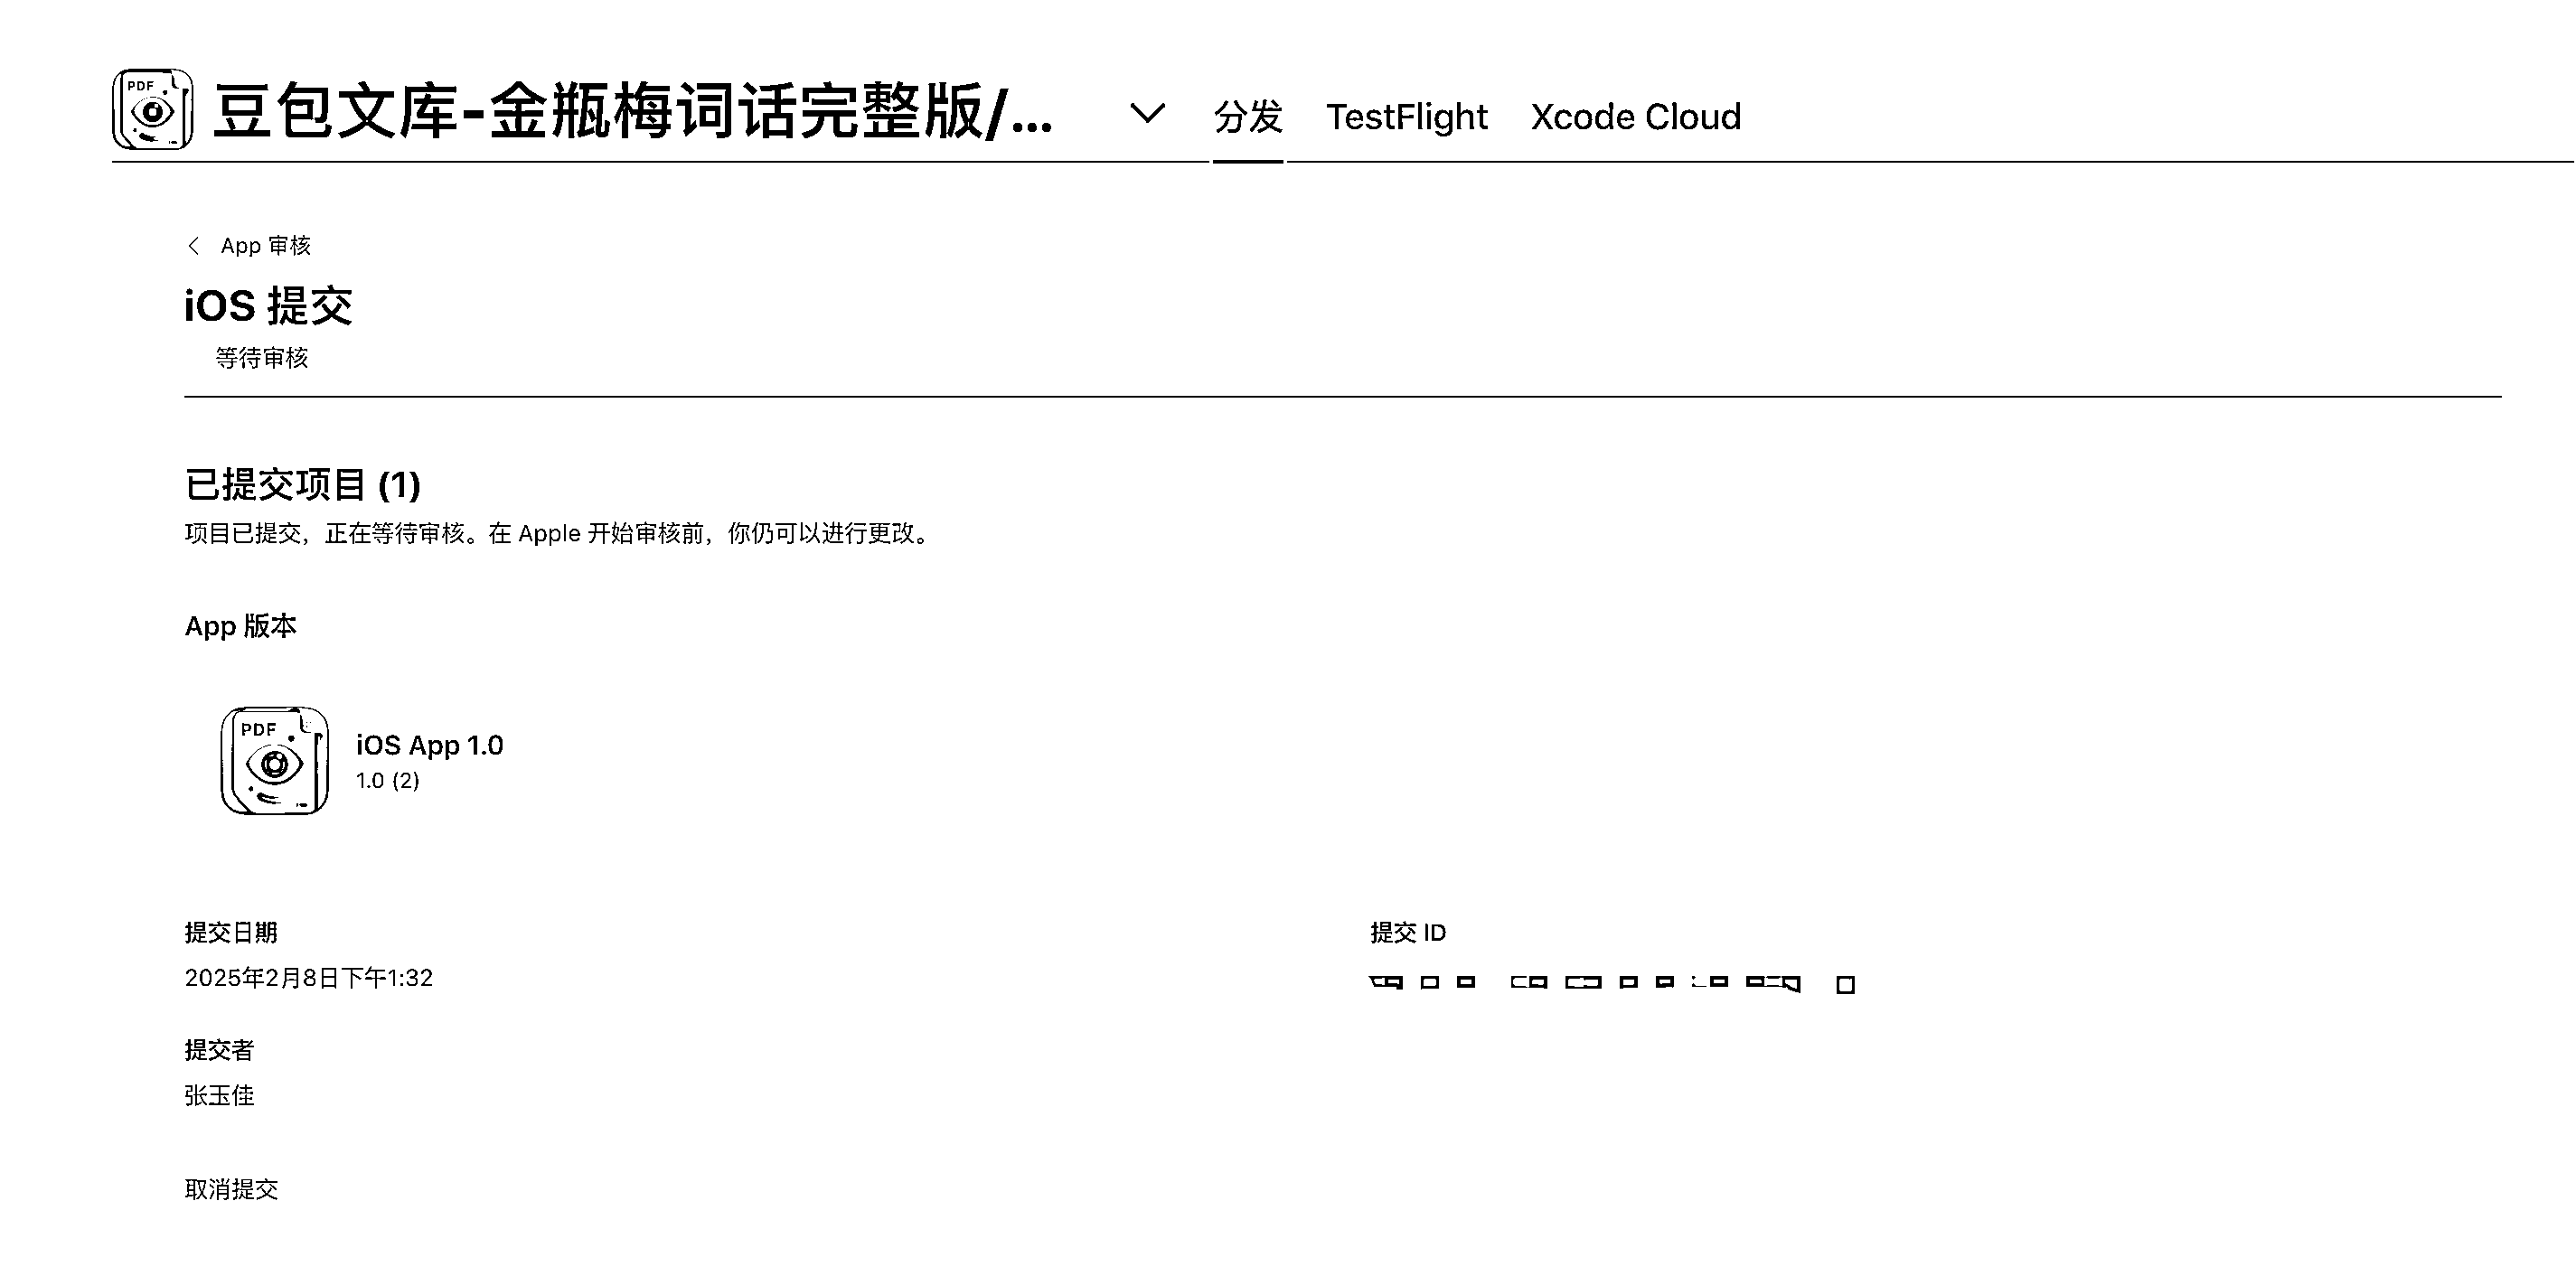 PDF
豆包文库-金瓶梅词话完整版/...
分发
TestFlight
Xcode Cloud
App 审核
iOS 提交
等待审核
已提交项目 (1)
项目已提交，正在等待审核。在 Apple 开始审核前，你仍可以进行更改。
App 版本
PDF
iOS App 1.0
1.0 (2)
提交日期
2025年2月8日下午1:32
提交 ID
提交者
张玉佳
取消提交